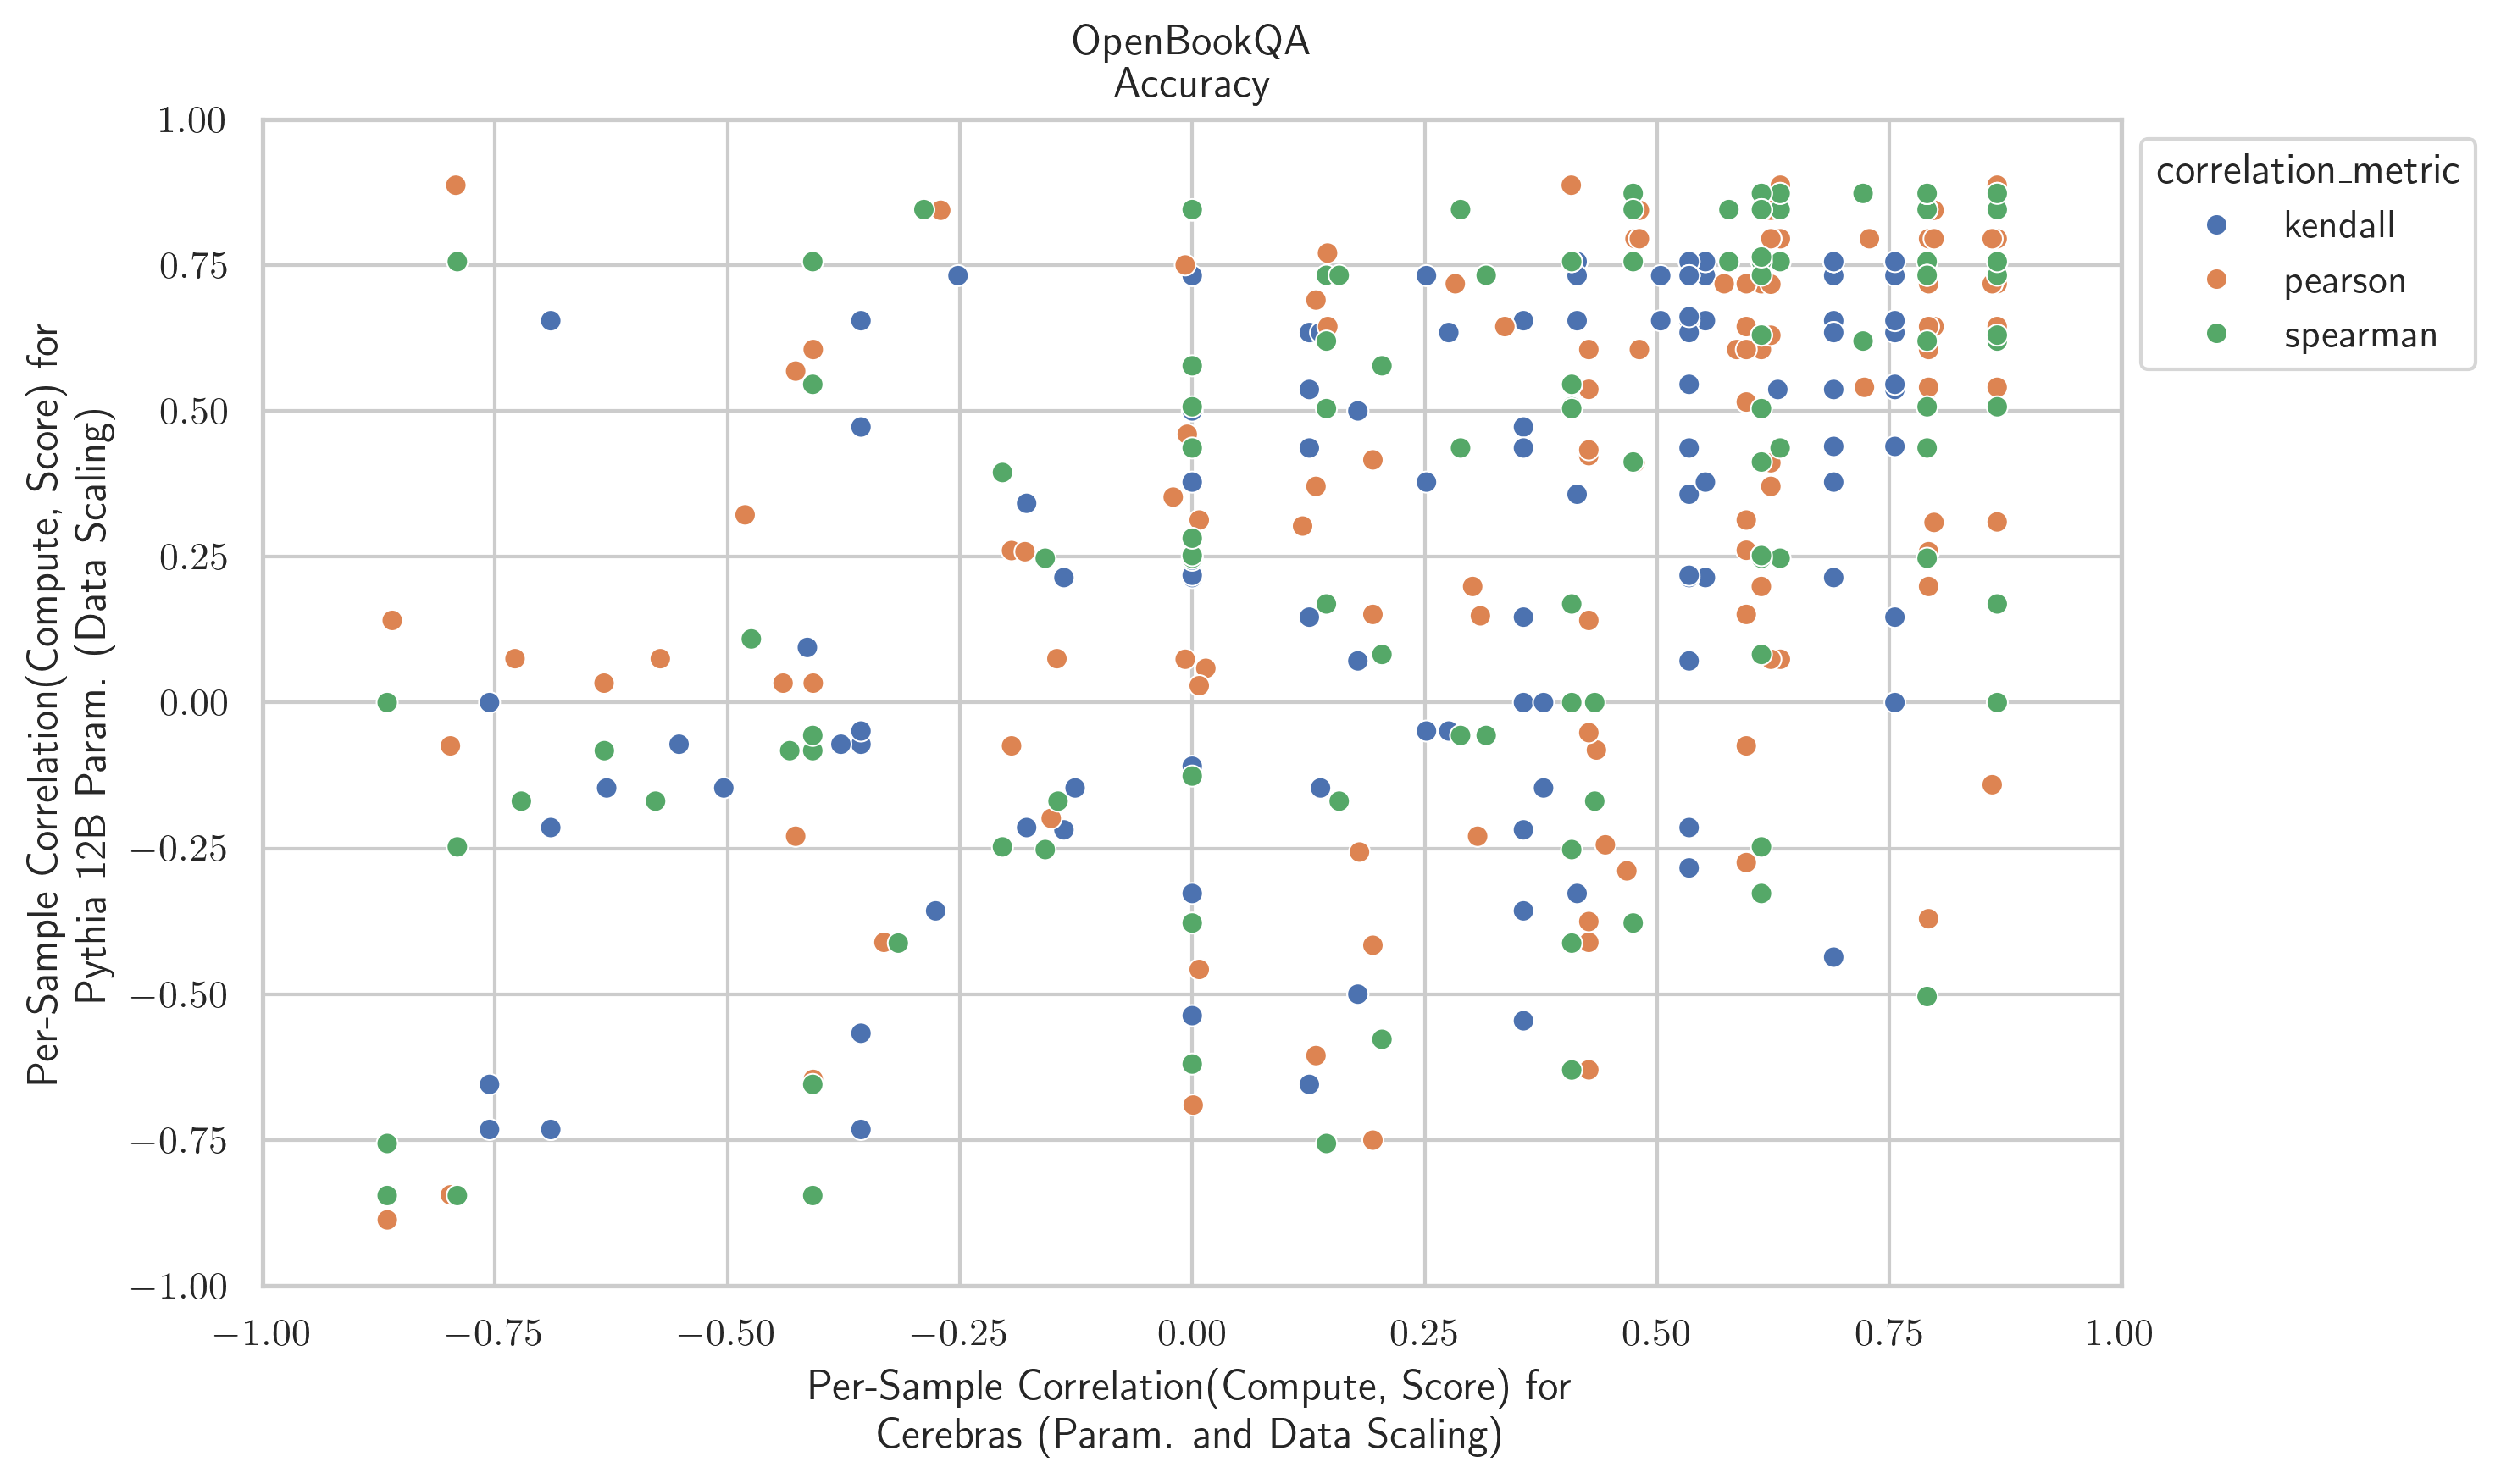 OpenBookQA
Accuracy
Per-Sample Correlation(Compute, Score) for
Pythia 12B Param. (Data Scaling)
1.00
0.75
0.50
0.25
0.00
−0.25
−0.50
−0.75
−1.00
−1.00 −0.75 −0.50 −0.25 0.00 0.25 0.50 0.75 1.00
Per-Sample Correlation(Compute, Score) for
Cerebras (Param. and Data Scaling)
correlation_metric
kendall
pearson
spearman